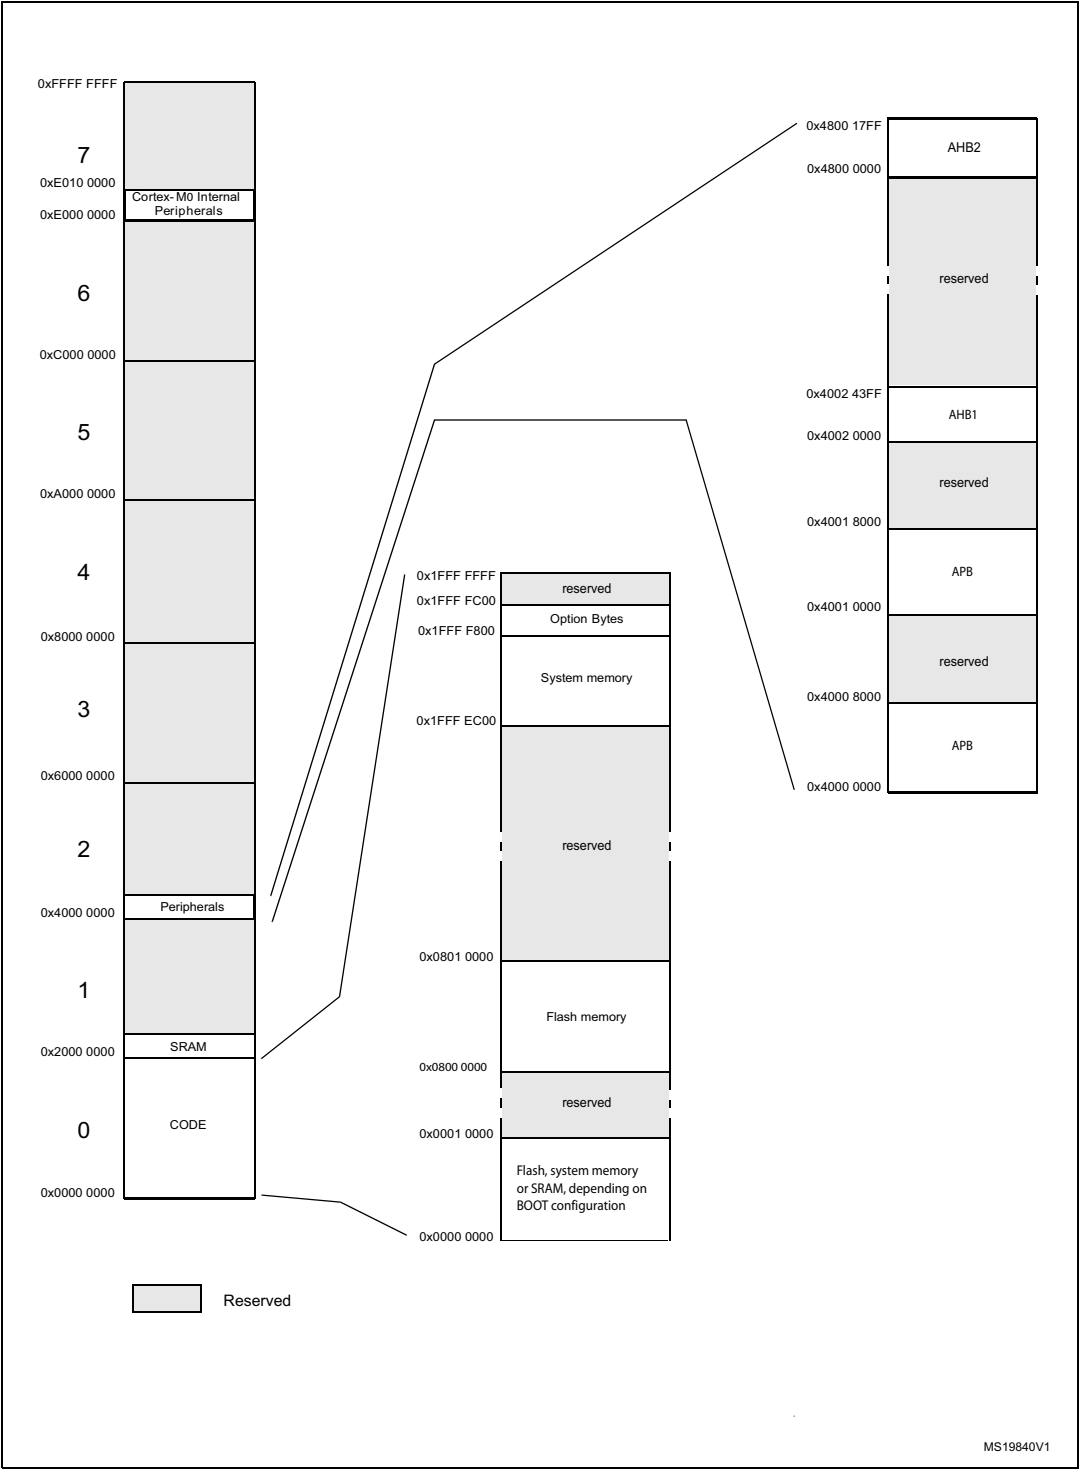 0xFFFF FFFF
7
0xE010 0000
Cortex-M0 Internal
Peripherals
0xE000 0000
6
0xC000 0000
5
0xA000 0000
4
0x8000 0000
3
0x6000 0000
2
Peripherals
0x4000 0000
1
SRAM
0x2000 0000
CODE
0
0x0000 0000
Reserved
0x1FFF FFFF
reserved
0x1FFF FC00
Option Bytes
0x1FFF F800
System memory
0x1FFF EC00
reserved
0x0801 0000
Flash memory
0x0800 0000
reserved
0x0001 0000
Flash, system memory
or SRAM, depending on
BOOT configuration
0x0000 0000
0x4800 17FF
AHB2
0x4800 0000
reserved
0x4002 43FF
AHB1
0x4002 0000
reserved
0x4001 8000
APB
0x4001 0000
reserved
0x4000 8000
APB
0x4000 0000
MS19840V1